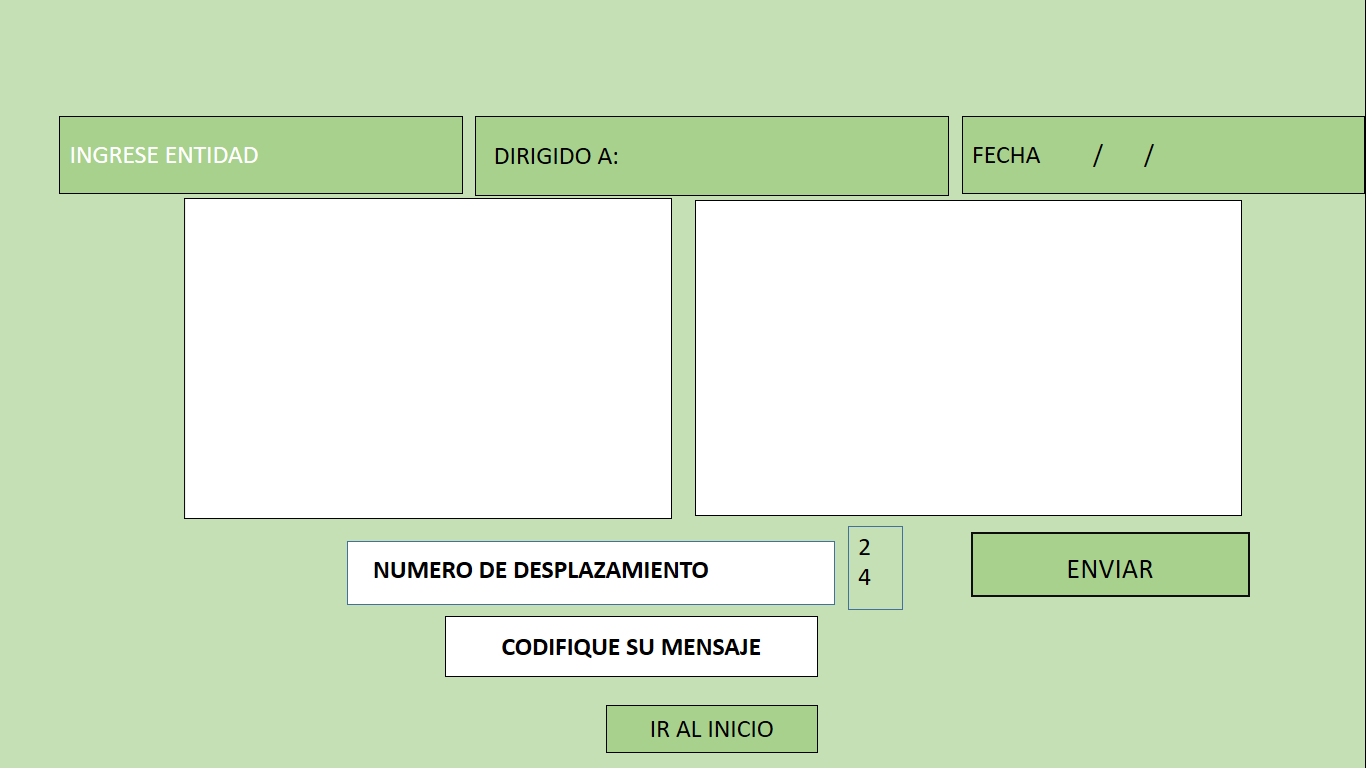 INGRESE ENTIDAD
DIRIGIDO A:
FECHA / /
NUMERO DE DESPLAZAMIENTO
2
4
ENVIAR
CODIFIQUE SU MENSAJE
IR AL INICIO